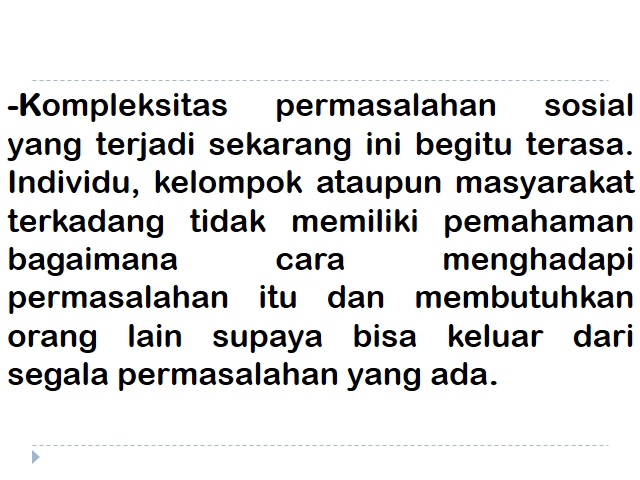 -Kompleksitas permasalahan sosial
yang terjadi sekarang ini begitu terasa.
Individu, kelompok ataupun masyarakat
terkadang tidak memiliki pemahaman
bagaimana cara menghadapi
permasalahan itu dan membutuhkan
orang lain supaya bisa keluar dari
segala permasalahan yang ada.